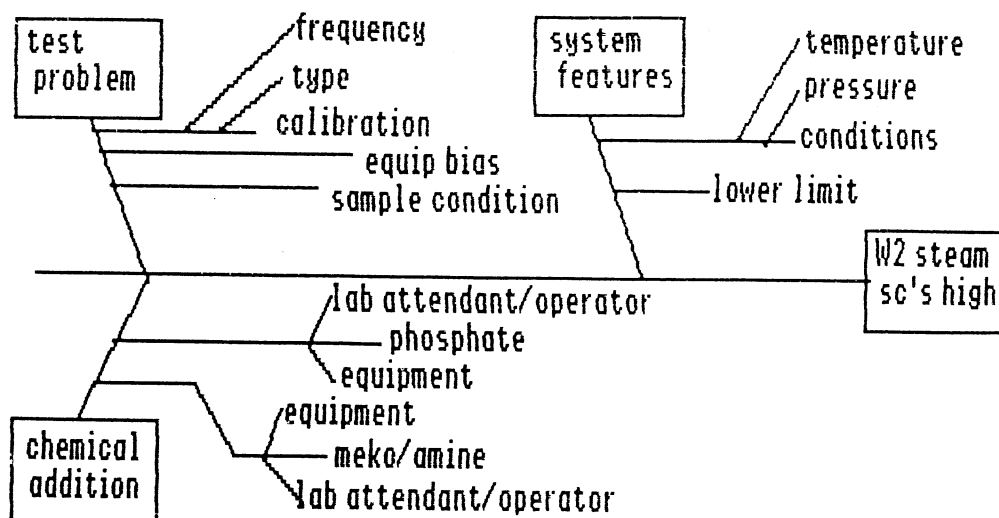 test
problem
frequency
type
calibration
equip bias
sample condition
system
features
temperature
pressure
conditions
lower limit
W2 steam
sc's high
lab attendant/operator
phosphate
equipment
equipment
meko/amine
lab attendant/operator
chemical
addition